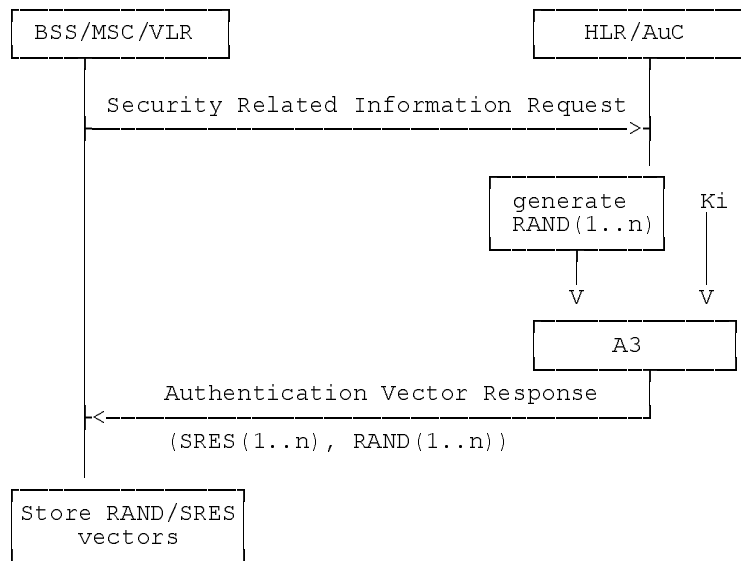 BSS/MSC/VLR
HLR/AuC
Security Related Information Request
generate
RAND(1..n)
Ki
V
V
A3
Authentication Vector Response
(SRES(1..n), RAND(1..n))
Store RAND/SRES
vectors